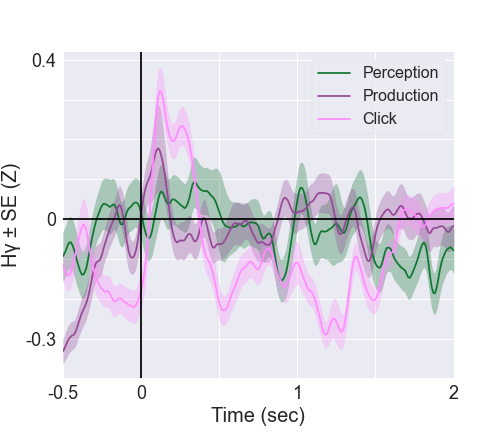 0.4
0
-0.3
Hγ ± SE (Z)
Perception
Production
Click
-0.5
0
1
2
Time (sec)